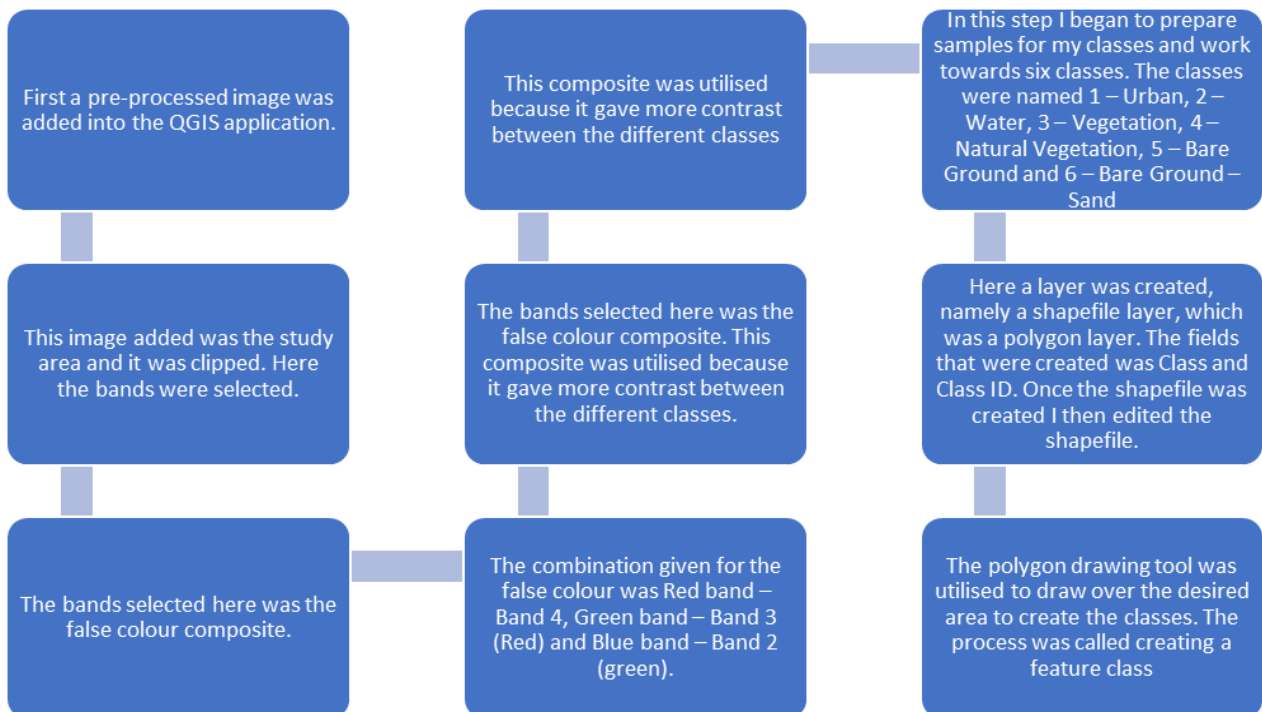 First a pre-processed image was
added into the QGIS application.
This image added was the study
area and it was clipped. Here
the bands were selected.
The bands selected here was the
false colour composite.
The combination given for the
false colour was Red band –
Band 4, Green band – Band 3
(Red) and Blue band – Band 2
(green).
The bands selected here was the
false colour composite. This
composite was utilised because
it gave more contrast between
the different classes.
This composite was utilised
because it gave more contrast
between the different classes
In this step I began to prepare
samples for my classes and work
towards six classes. The classes
were named 1 – Urban, 2 –
Water, 3 – Vegetation, 4 –
Natural Vegetation, 5 – Bare
Ground and 6 – Bare Ground –
Sand
Here a layer was created,
namely a shapefile layer, which
was a polygon layer. The fields
that were created was Class and
Class ID. Once the shapefile was
created I then edited the
shapefile.
The polygon drawing tool was
utilised to draw over the desired
area to create the classes. The
process was called creating a
feature class